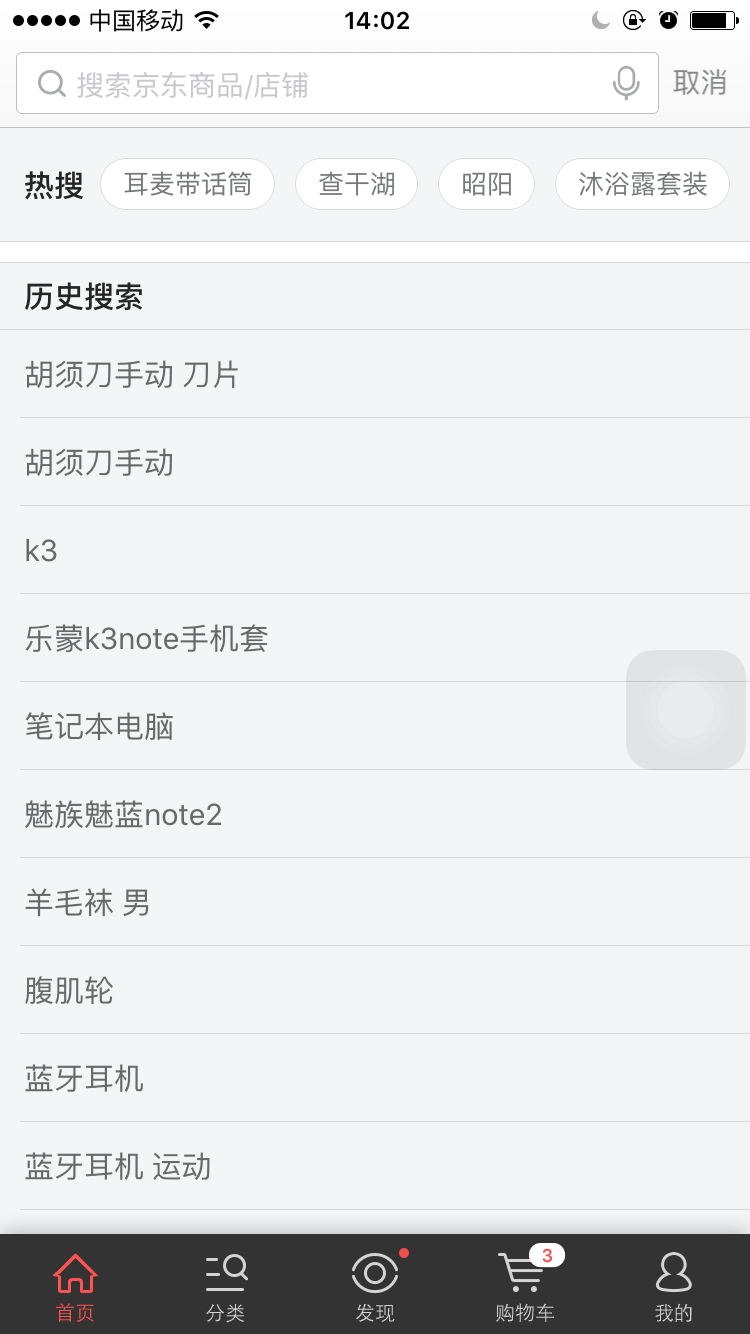 中国移动 14:02
搜索京东商品/店铺 取消
热搜 耳麦带话筒 查干湖 昭阳 沐浴露套装
历史搜索
胡须刀手动 刀片
胡须刀手动
k3
乐蒙k3note手机套
笔记本电脑
魅族魅蓝note2
羊毛袜 男
腹肌轮
蓝牙耳机
蓝牙耳机 运动
3
首页 分类 发现 购物车 我的